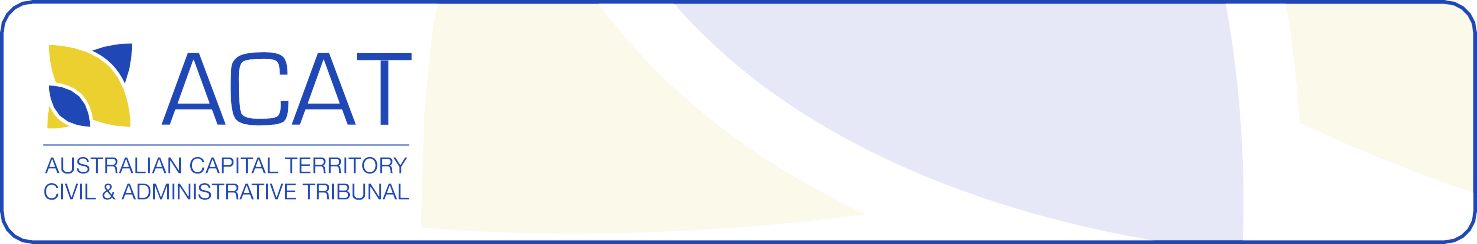 ACAT
AUSTRALIAN CAPITAL TERRITORY
CIVIL & ADMINISTRATIVE TRIBUNAL